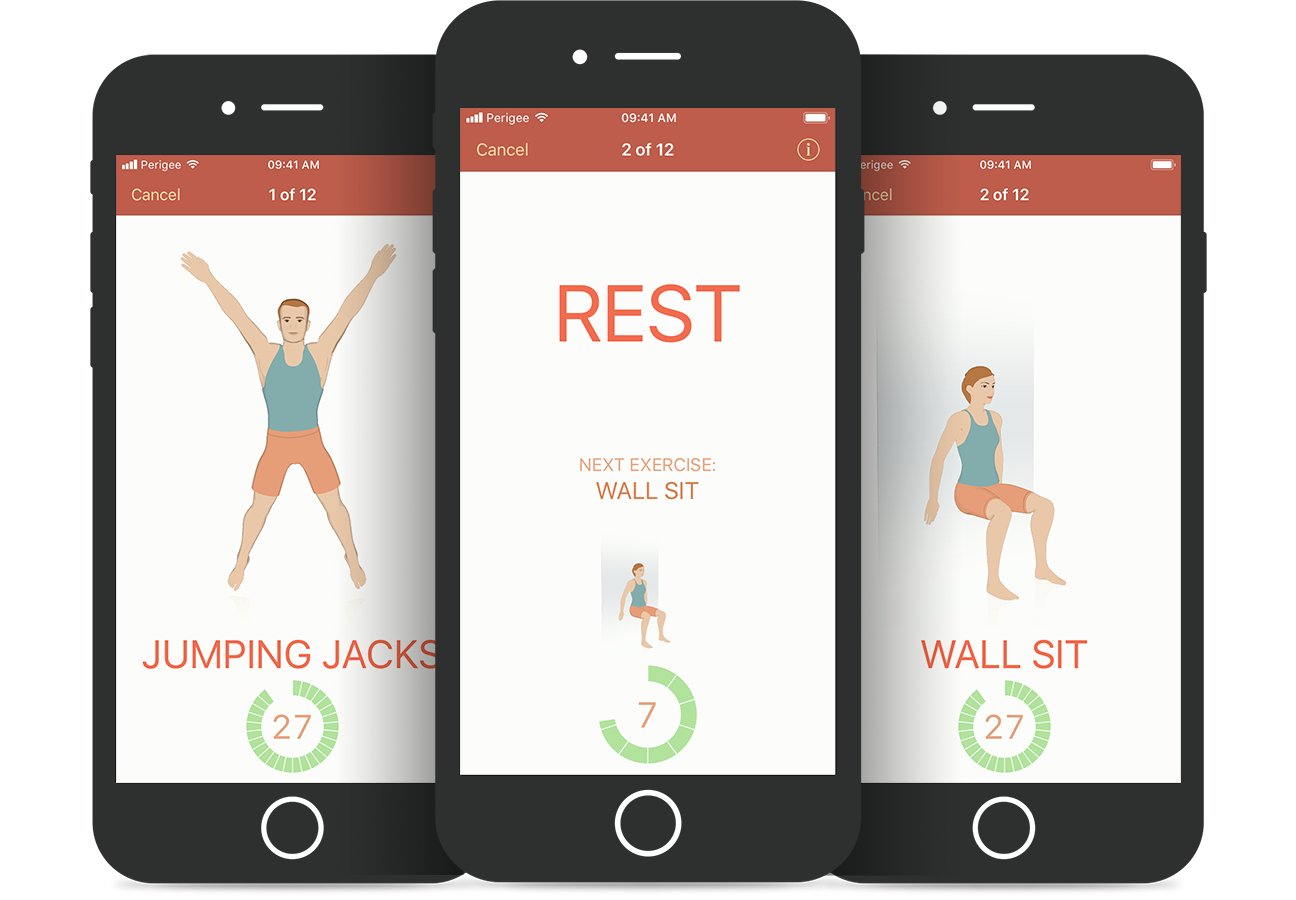 Perigee 09:41 AM
Cancel 1 of 12
JUMPING JACKS
27
Perigee 09:41 AM
Cancel 2 of 12 i
REST
NEXT EXERCISE:
WALL SIT
7
erigee 09:41 AM
ncel 2 of 12
WALL SIT
27